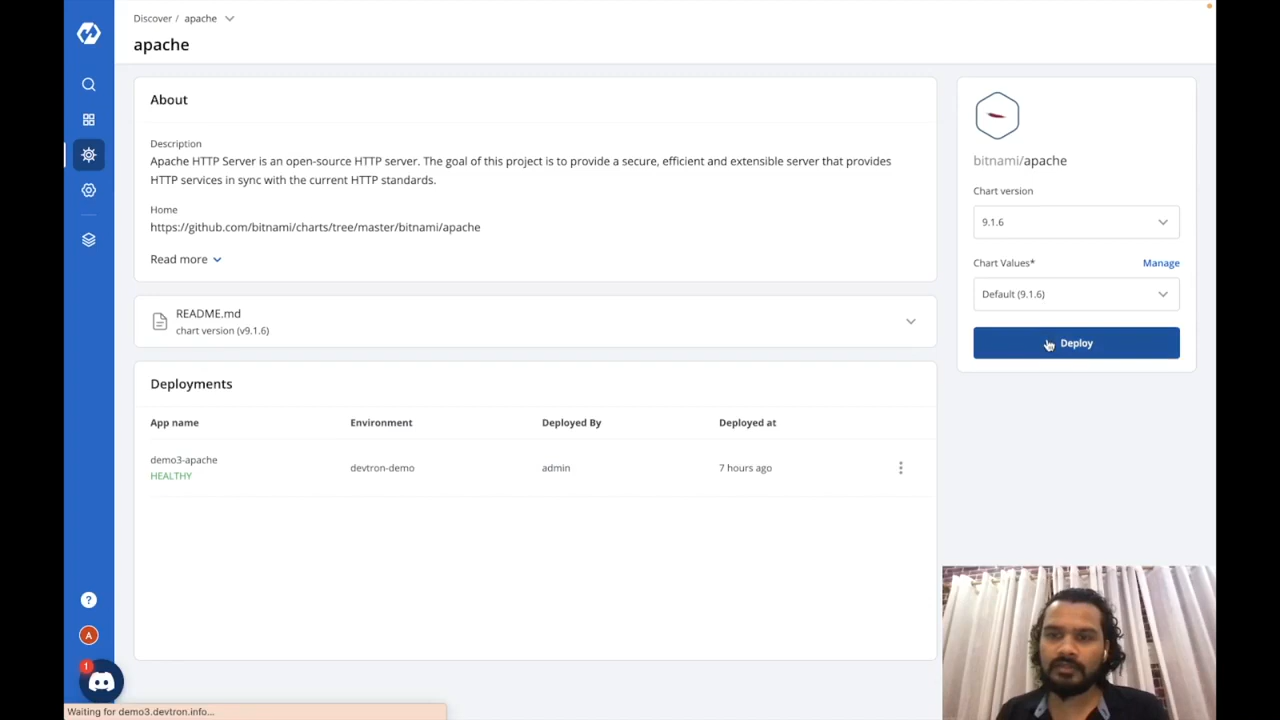 Discover / apache
apache
About
Description
Apache HTTP Server is an open-source HTTP server. The goal of this project is to provide a secure, efficient and extensible server that provides
HTTP services in sync with the current HTTP standards.
Home
https://github.com/bitnami/charts/tree/master/bitnami/apache
Read more
README.md
chart version (v9.1.6)
Deployments
App name Environment Deployed By Deployed at
demo3-apache devtron-demo admin 7 hours ago
HEALTHY
bitnami/apache
Chart version
9.1.6
Chart Values* Manage
Default (9.1.6)
Deploy
?
A
1
Waiting for demo3.devtron.info...